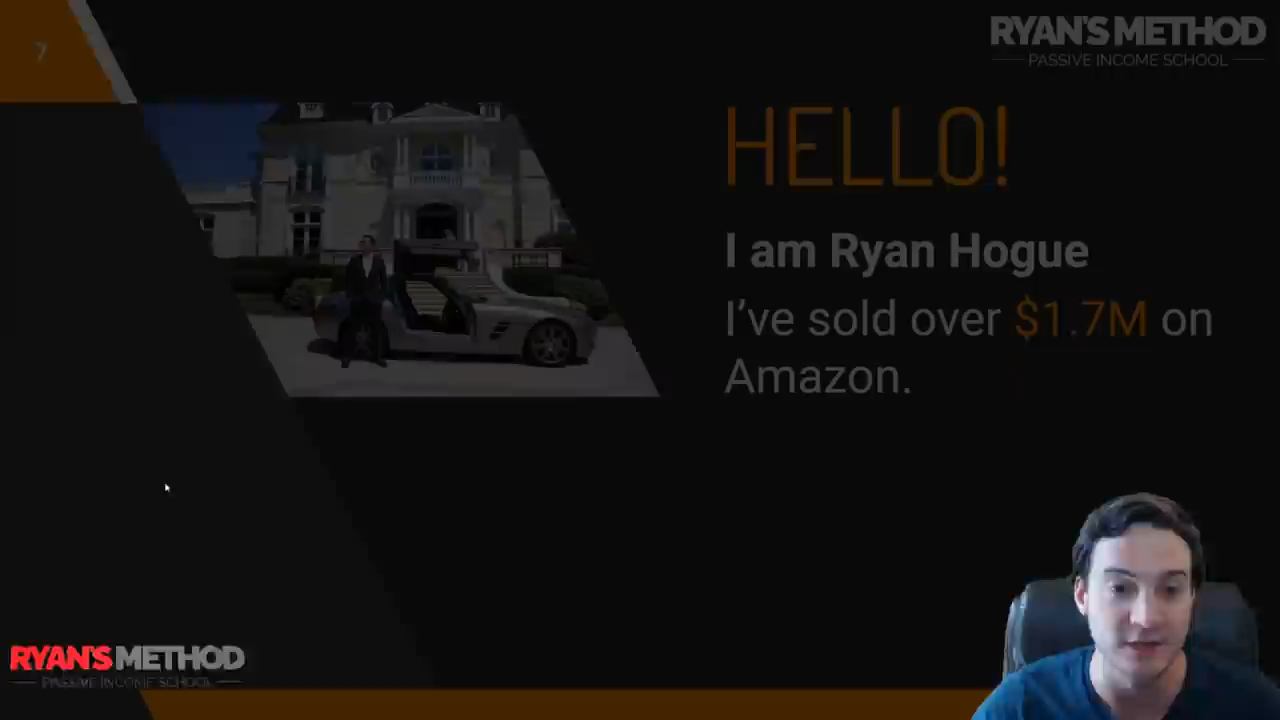 7
RYAN'S METHOD
PASSIVE INCOME SCHOOL
HELLO!
I am Ryan Hogue
I've sold over $1.7M on
Amazon.
RYAN'S METHOD
PASSIVE INCOME SCHOOL